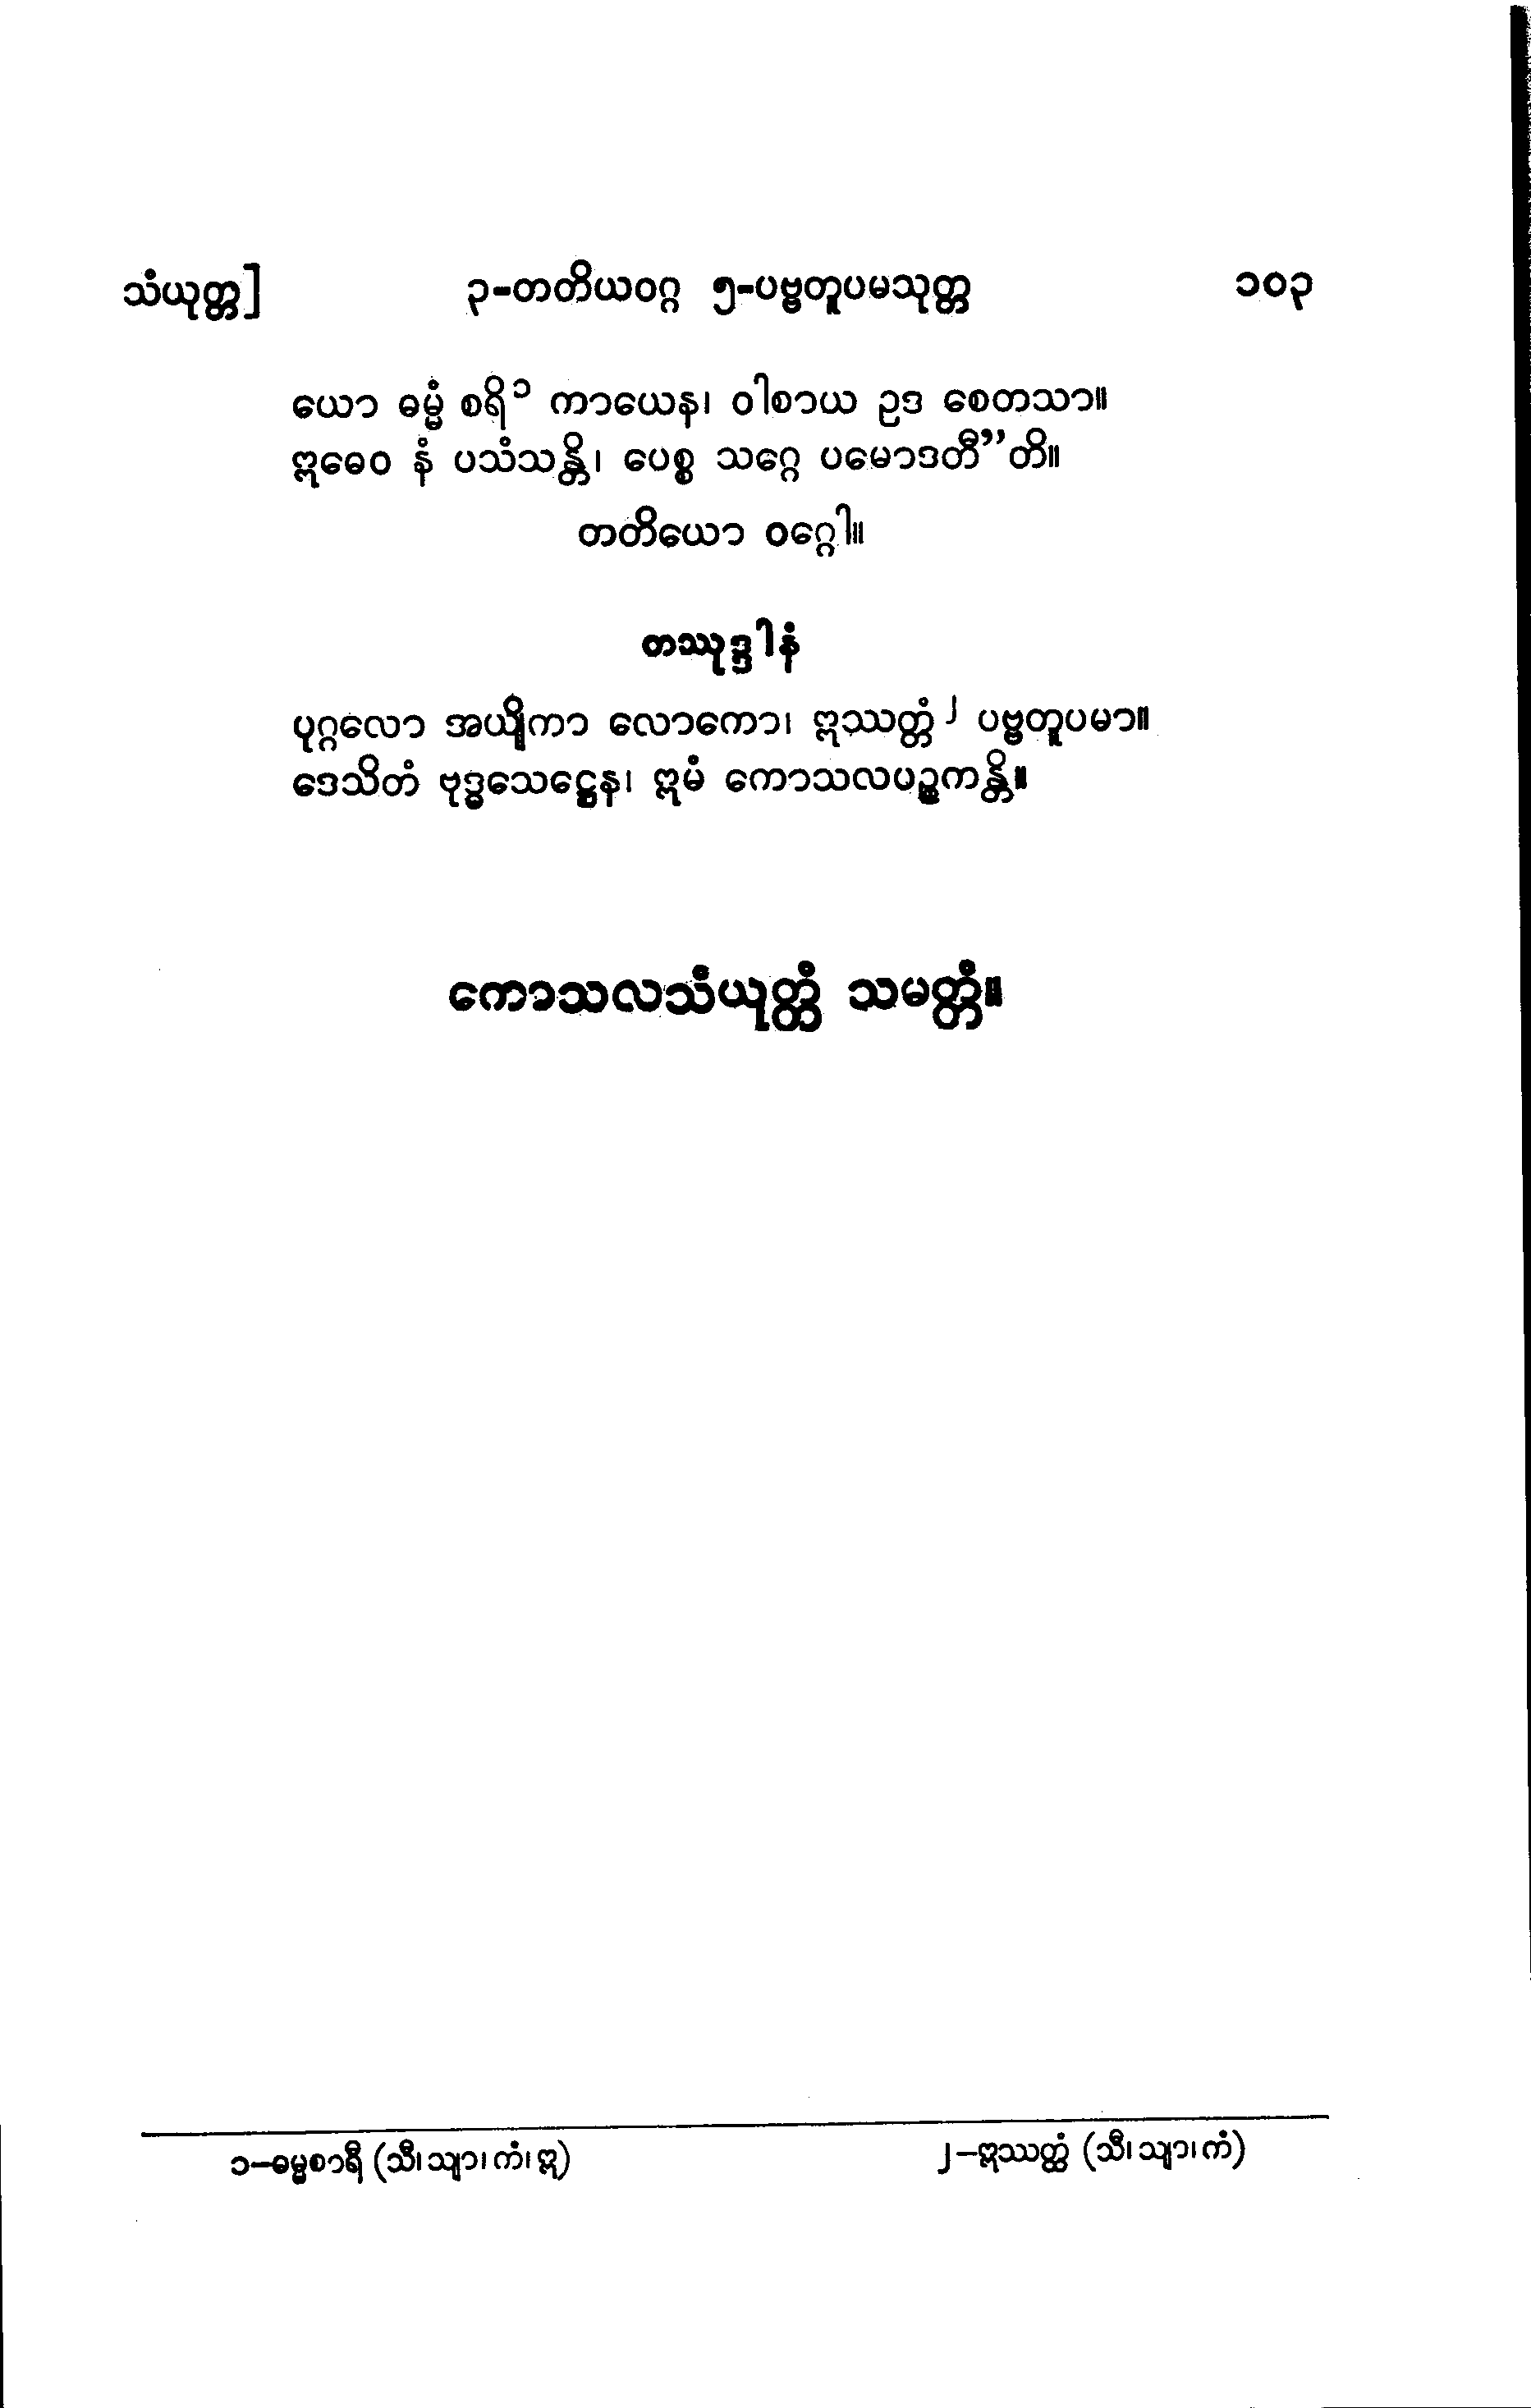 သံယုတ္တ] ၃-တတိယဝဂ္ဂ ၅-ပဗ္ဗတူပမသုတ္တ ၁၀၃
ယော ဓမ္မံ စရိ၁ ကာယေန၊ ဝါစာယ ဥဒ စေတသာ။
ဣဓေဝ နံ ပသံသန္တိ၊ ပေစ္စ သဂ္ဂေ ပမောဒတီ”တိ။
တတိယော ဝဂ္ဂေါ။
တဿုဒ္ဒါနံ
ပုဂ္ဂလော အယျိကာ လောကော၊ ဣဿတ္တံ၂ ပဗ္ဗတူပမာ။
ဒေသိတံ ဗုဒ္ဓသေဋ္ဌေန၊ ဣမံ ကောသလပဉ္စကန္တိ။
ကောသလသံယုတ္တံ သမတ္တံ။
၁–ဓမ္မစာရီ (သီ၊ သျာ၊ ကံ၊ ဣ) ၂–ဣဿတ္ထံ (သီ၊ သျာ၊ ကံ)